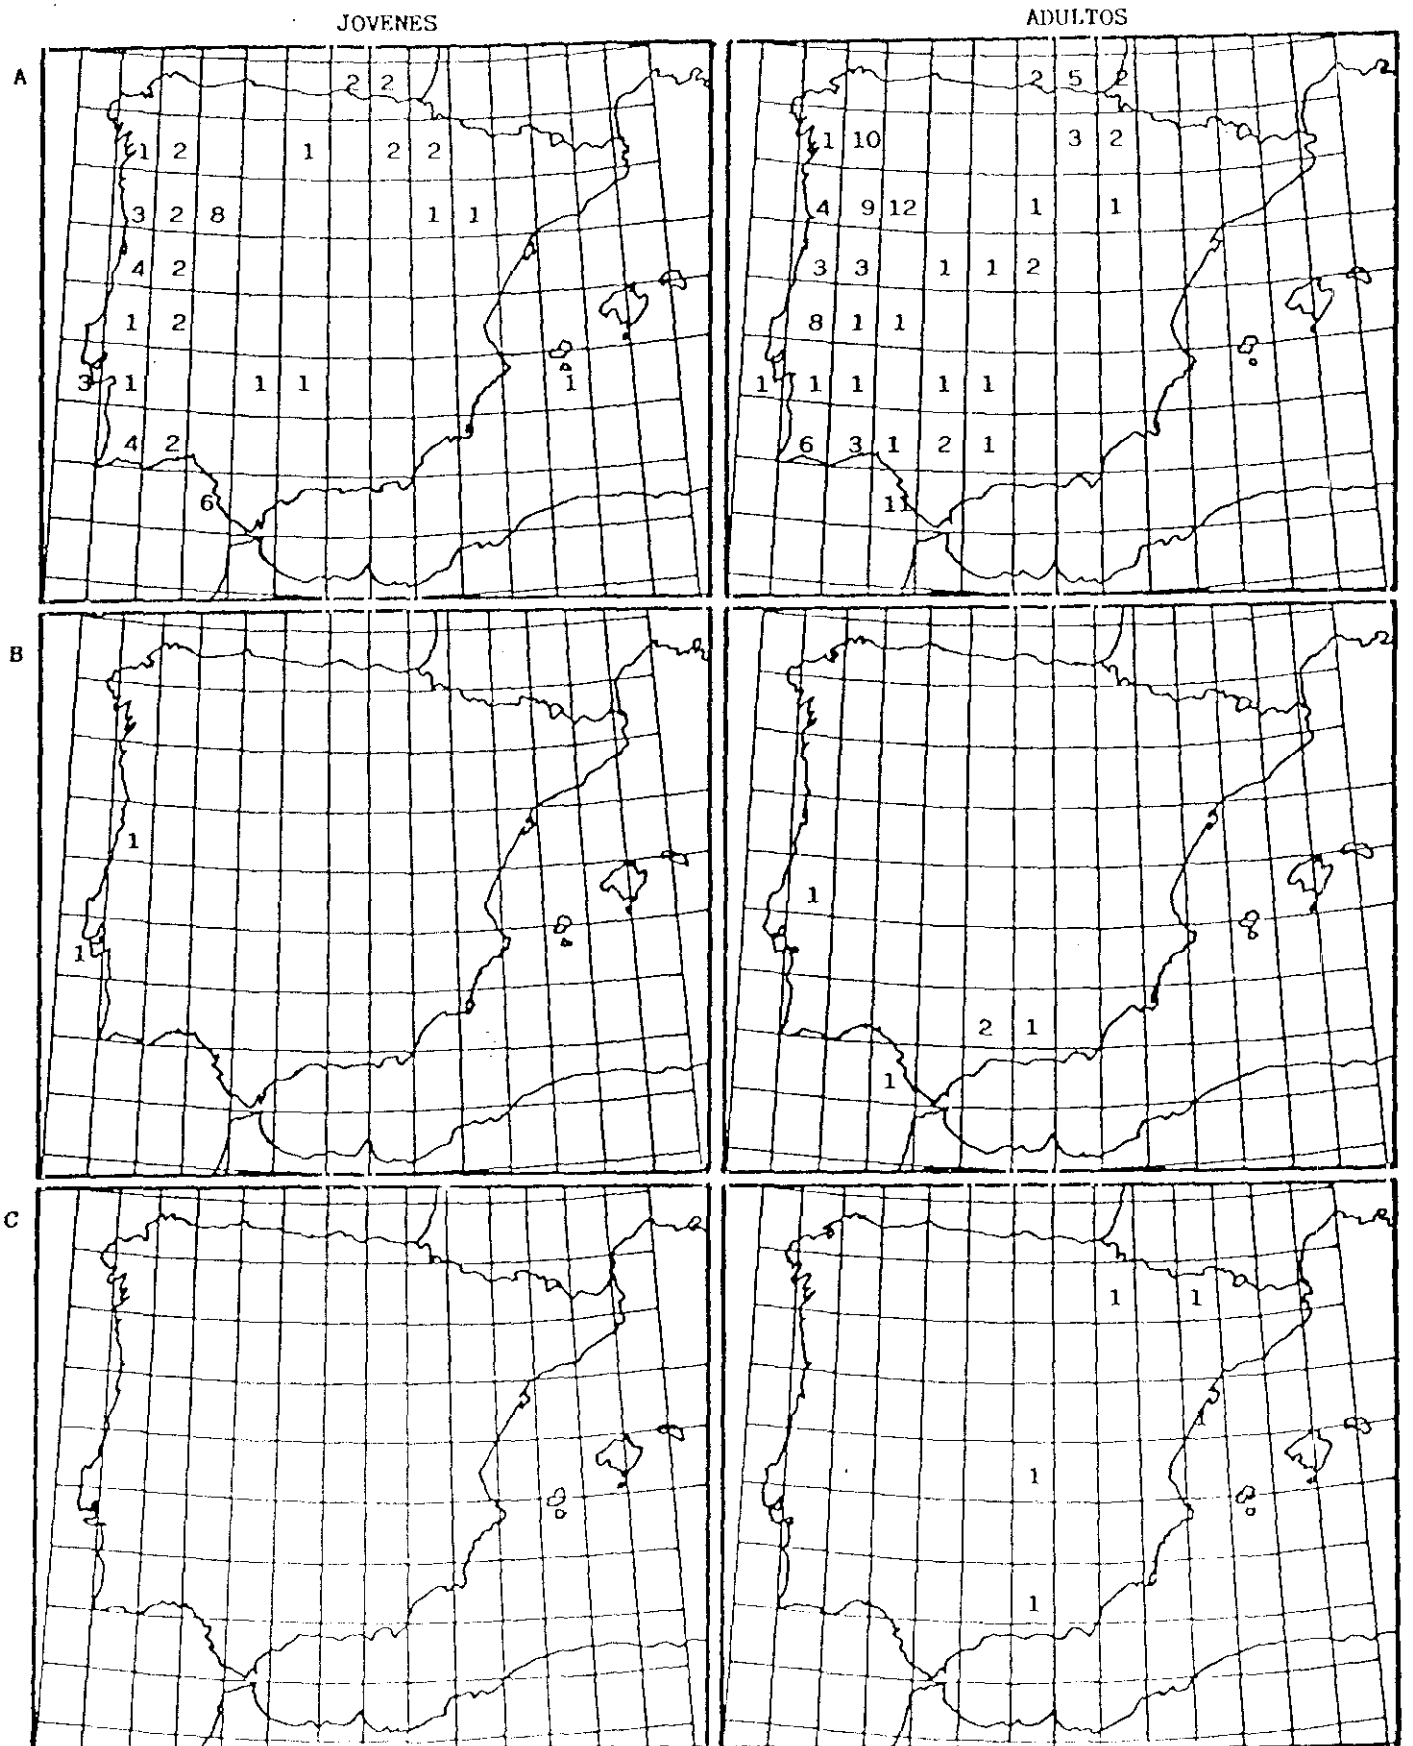 JOVENES ADULTOS
A
2 2 2 5 2
1 2 1 2 2 1 10 3 2
3 2 8 1 1 4 9 12 1 1
4 2 3 3 1 1 2
1 2 8 1 1
3 1 1 1 1 1 1 1 1 1
4 2 6 3 1 2 1
6 11
B
1
1
1
2 1
1
C
1 1
1
1
1